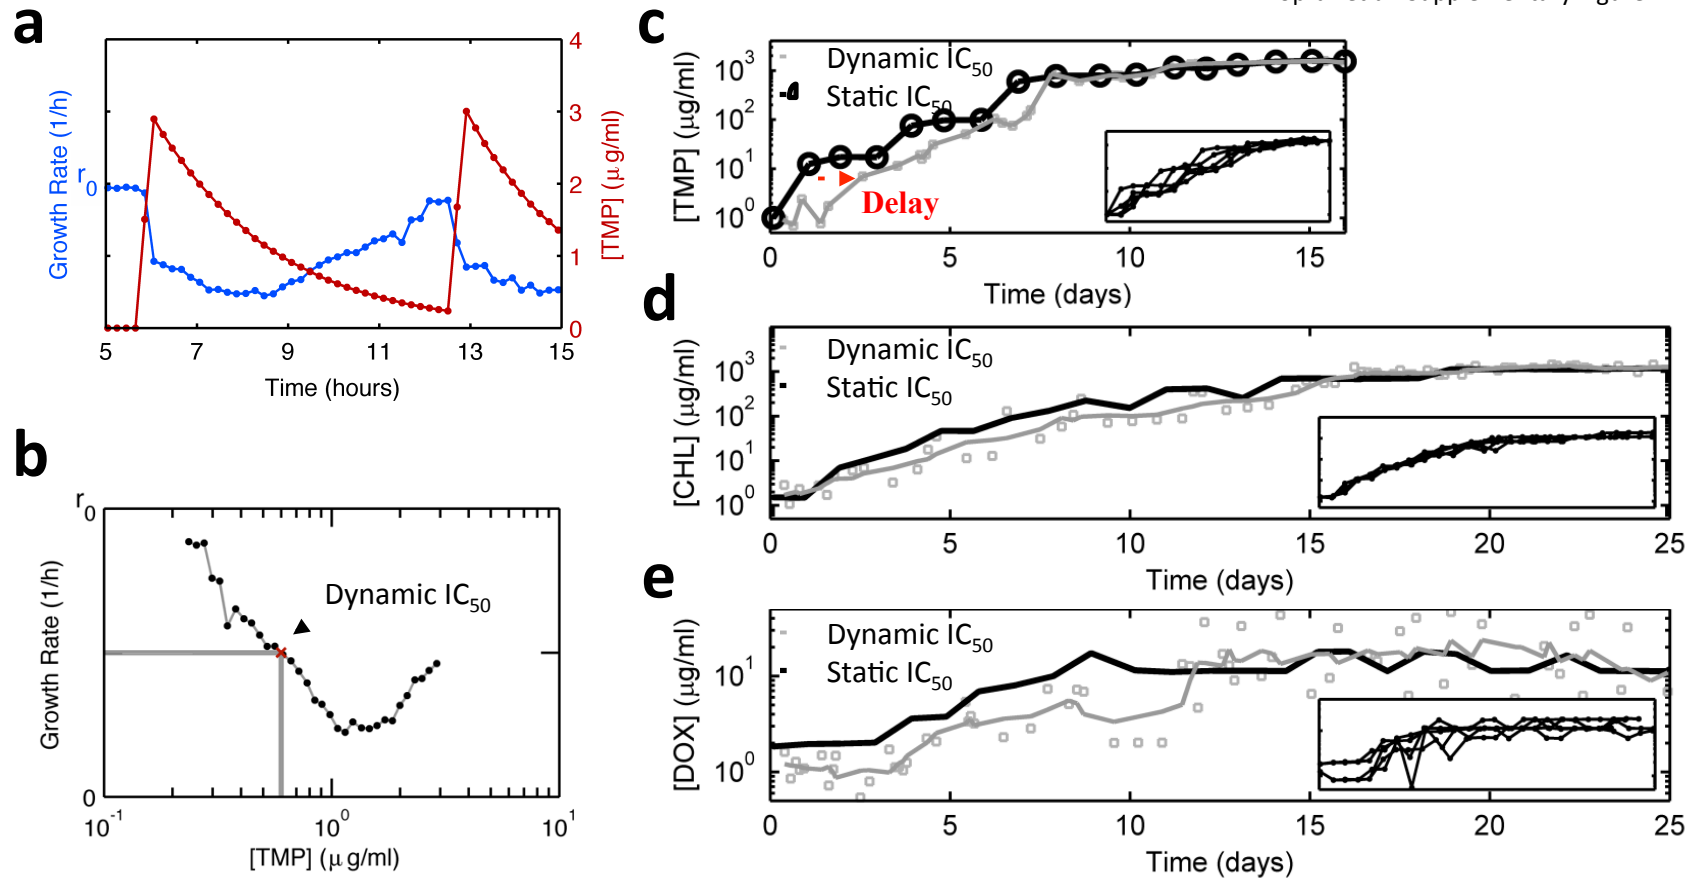 a
4
3
2
1
0
r0
Growth Rate (1/h)
[TMP] (μ g/ml)
5 7 9 11 13 15
Time (hours)
b
r0
0
Growth Rate (1/h)
Dynamic IC50
10-1 100 101
[TMP] (μ g/ml)
c
Dynamic IC50
Static IC50
103
102
101
100
[TMP] (μg/ml)
Delay
0 5 10 15
Time (days)
d
Dynamic IC50
Static IC50
103
102
101
100
[CHL] (μg/ml)
0 5 10 15 20 25
Time (days)
e
Dynamic IC50
Static IC50
101
100
[DOX] (μg/ml)
0 5 10 15 20 25
Time (days)